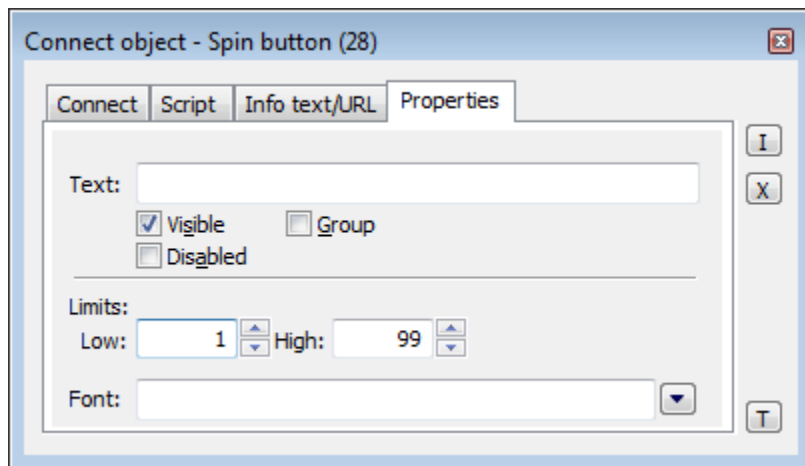 Connect object - Spin button (28)
Connect Script Info text/URL Properties
I
Text:
X
Visible Group
Disabled
Limits:
Low: 1 High: 99
Font:
T